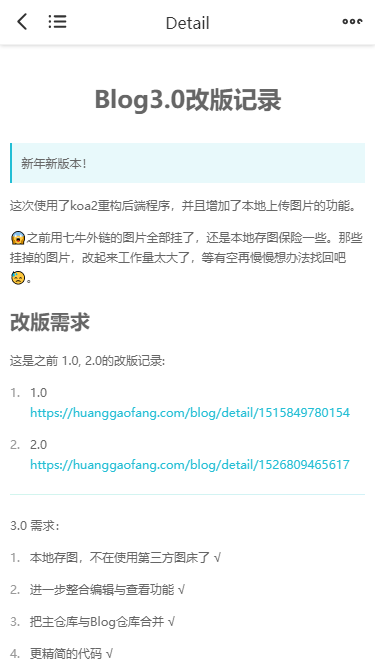 Detail
Blog3.0改版记录
新年新版本！
这次使用了koa2重构后端程序，并且增加了本地上传图片的功能。
😱之前用七牛外链的图片全部挂了，还是本地存图保险一些。那些
挂掉的图片，改起来工作量太大了，等有空再慢慢想办法找回吧
😓。
改版需求
这是之前 1.0, 2.0的改版记录:
1. 1.0
https://huanggaofang.com/blog/detail/1515849780154
2. 2.0
https://huanggaofang.com/blog/detail/1526809465617
3.0 需求：
1. 本地存图，不在使用第三方图床了 √
2. 进一步整合编辑与查看功能 √
3. 把主仓库与Blog仓库合并 √
4. 更精简的代码 √